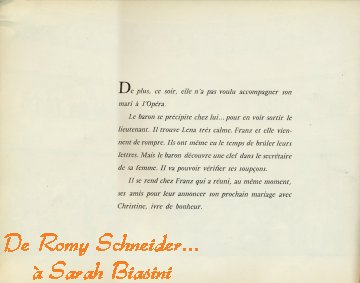 De plus, ce soir, elle n'a pas voulu accompagner son
mari à l'Opéra.
Le baron se précipite chez lui... pour en voir sortir le
lieutenant. Il trouve Lena très calme. Franz et elle vien-
nent de rompre. Ils ont même eu le temps de brûler leurs
lettres. Mais le baron découvre une clef dans le secrétaire
de sa femme. Il va pouvoir vérifier ses soupçons.
Il se rend chez Franz qui a réuni, au même moment,
ses amis pour leur annoncer son prochain mariage avec
Christine, ivre de bonheur.
De Romy Schneider...
à Sarah Biasini